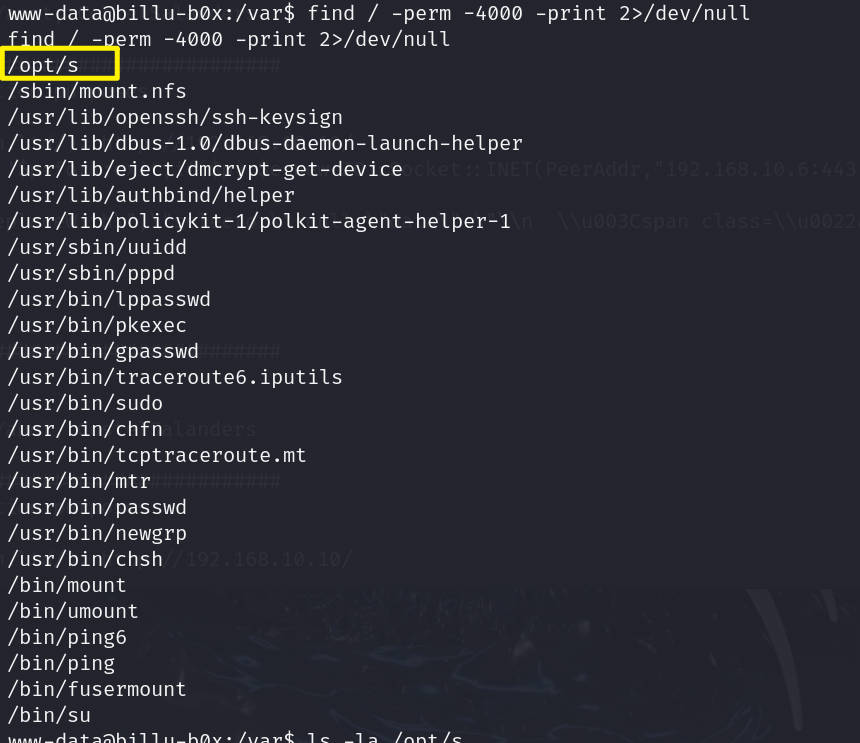 www-data@billu-b0x:/var$ find / -perm -4000 -print 2>/dev/null
find / -perm -4000 -print 2>/dev/null
/opt/s
/sbin/mount.nfs
/usr/lib/openssh/ssh-keysign
/usr/lib/dbus-1.0/dbus-daemon-launch-helper
/usr/lib/eject/dmcrypt-get-device
/usr/lib/authbind/helper
/usr/lib/policykit-1/polkit-agent-helper-1
/usr/sbin/uuidd
/usr/sbin/pppd
/usr/bin/lppasswd
/usr/bin/pkexec
/usr/bin/gpasswd
/usr/bin/traceroute6.iputils
/usr/bin/sudo
/usr/bin/chfn
/usr/bin/tcptraceroute.mt
/usr/bin/mtr
/usr/bin/passwd
/usr/bin/newgrp
/usr/bin/chsh
/bin/mount
/bin/umount
/bin/ping6
/bin/ping
/bin/fusermount
/bin/su
www-data@billu-b0x:/var$ ls -la /opt/s